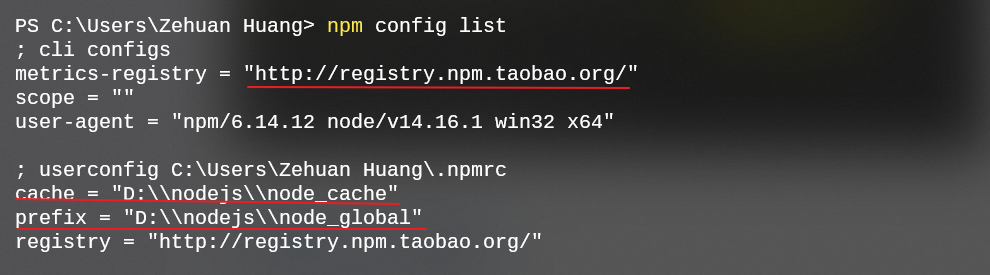 PS C:\Users\Zehuan Huang> npm config list
; cli configs
metrics-registry = "http://registry.npm.taobao.org/"
scope = ""
user-agent = "npm/6.14.12 node/v14.16.1 win32 x64"
; userconfig C:\Users\Zehuan Huang\.npmrc
cache = "D:\\nodejs\\node_cache"
prefix = "D:\\nodejs\\node_global"
registry = "http://registry.npm.taobao.org/"